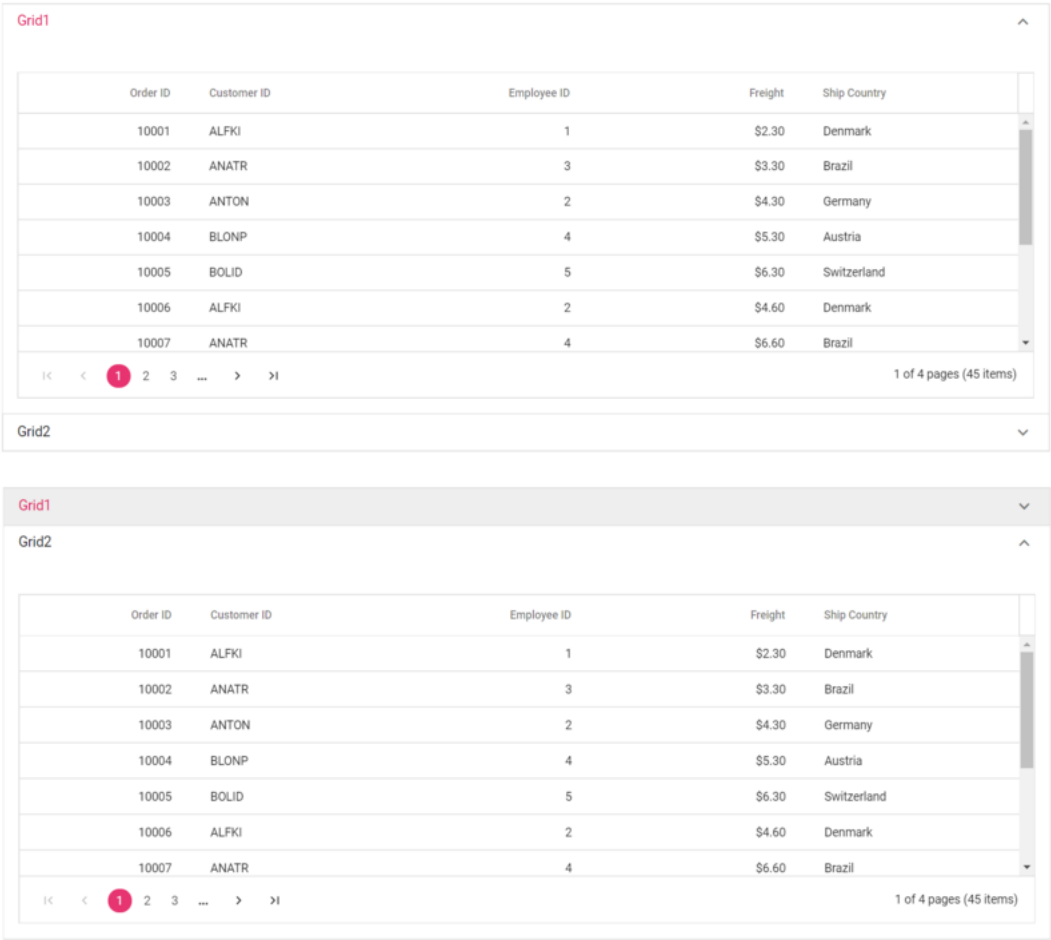 Grid1
Order ID Customer ID Employee ID Freight Ship Country
10001 ALFKI 1 $2.30 Denmark
10002 ANATR 3 $3.30 Brazil
10003 ANTON 2 $4.30 Germany
10004 BLONP 4 $5.30 Austria
10005 BOLID 5 $6.30 Switzerland
10006 ALFKI 2 $4.60 Denmark
10007 ANATR 4 $6.60 Brazil
1 2 3 ... 1 of 4 pages (45 items)
Grid2
Grid1
Grid2
Order ID Customer ID Employee ID Freight Ship Country
10001 ALFKI 1 $2.30 Denmark
10002 ANATR 3 $3.30 Brazil
10003 ANTON 2 $4.30 Germany
10004 BLONP 4 $5.30 Austria
10005 BOLID 5 $6.30 Switzerland
10006 ALFKI 2 $4.60 Denmark
10007 ANATR 4 $6.60 Brazil
1 2 3 ... 1 of 4 pages (45 items)